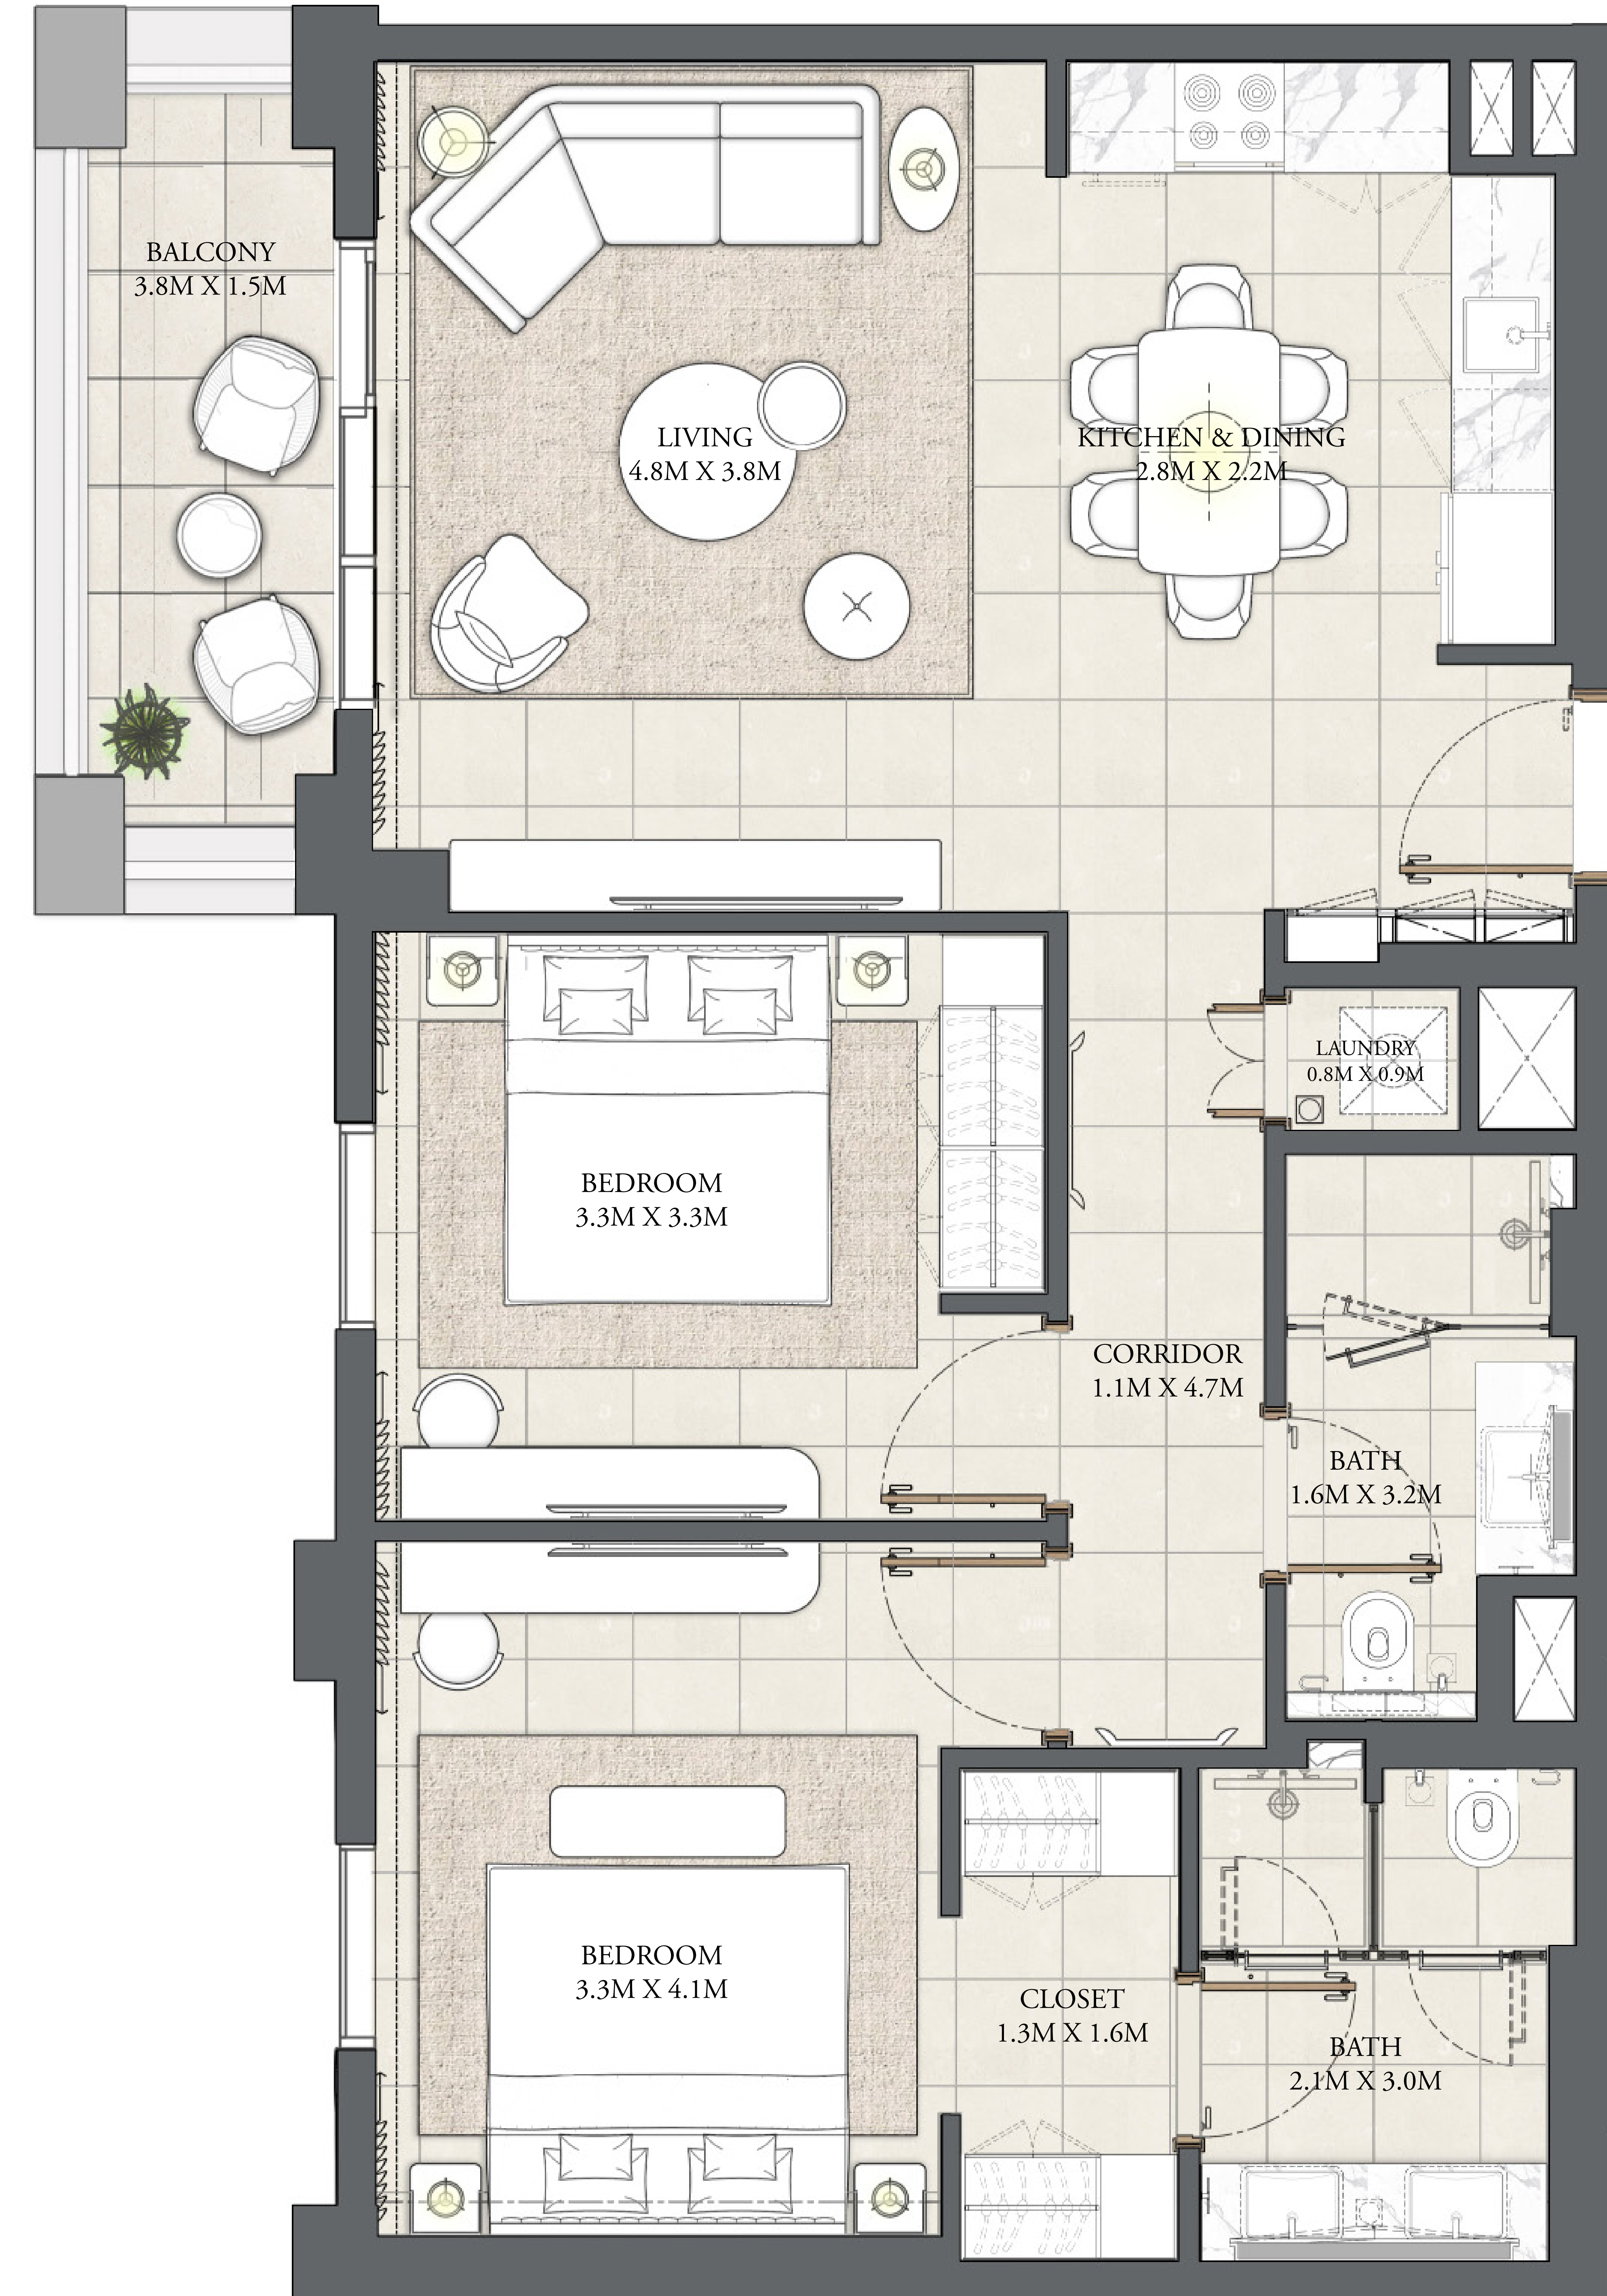 BALCONY
3.8M X 1.5M
LIVING
4.8M X 3.8M
KITCHEN & DINING
2.8M X 2.2M
LAUNDRY
0.8M X 0.9M
BEDROOM
3.3M X 3.3M
CORRIDOR
1.1M X 4.7M
BATH
1.6M X 3.2M
BEDROOM
3.3M X 4.1M
CLOSET
1.3M X 1.6M
BATH
2.1M X 3.0M